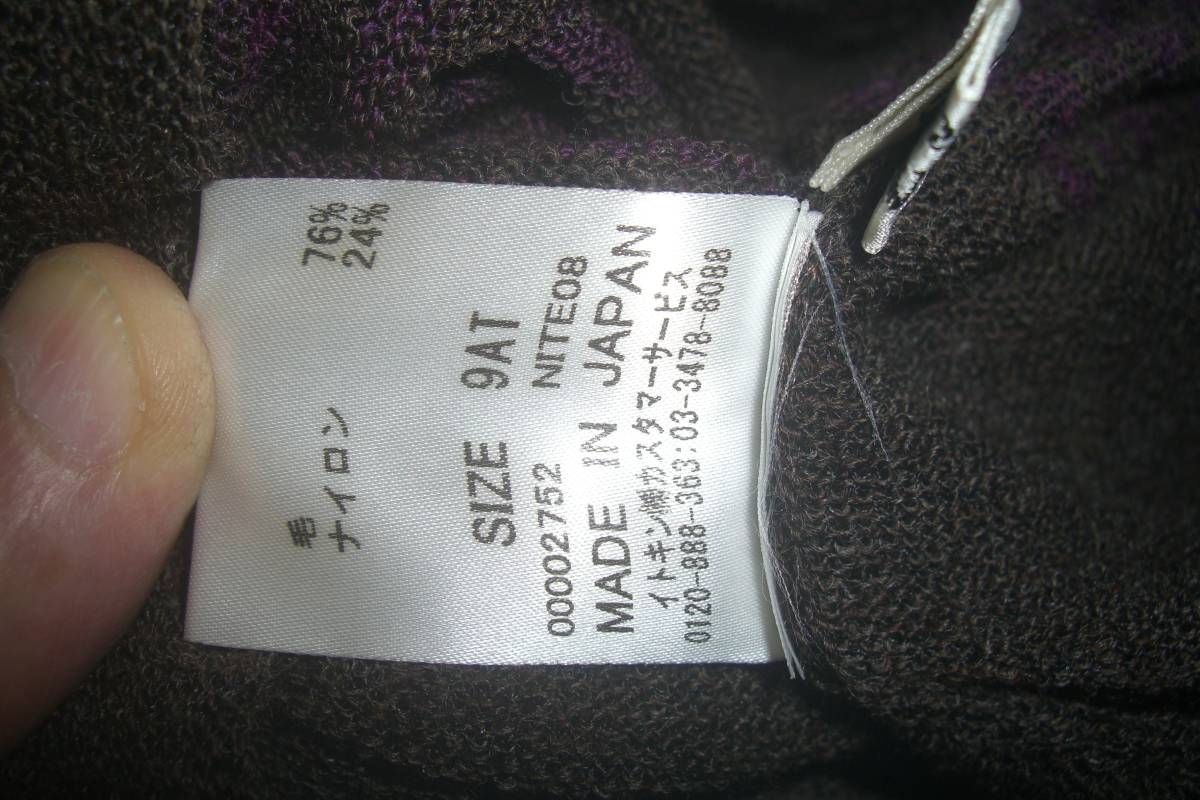 毛 76%
ナイロン 24%
SIZE 9AT
00002752 NITE08
MADE IN JAPAN
イトキン㈱カスタマーサービス
0120-888-363:03-3478-8088